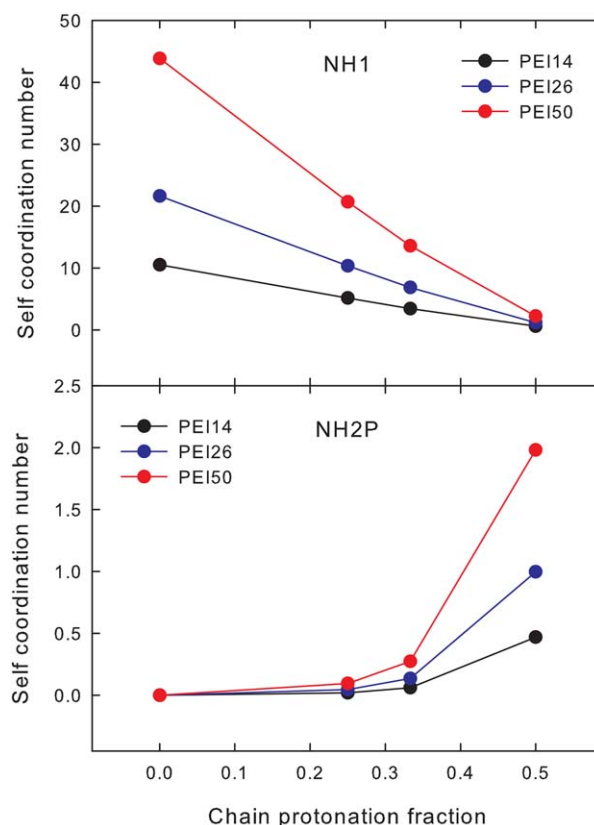 50
40
30
20
10
0
Self coordination number
NH1
PEI14
PEI26
PEI50
2.5
2.0
1.5
1.0
0.5
0.0
Self coordination number
PEI14
PEI26
PEI50
NH2P
0.0 0.1 0.2 0.3 0.4 0.5
Chain protonation fraction